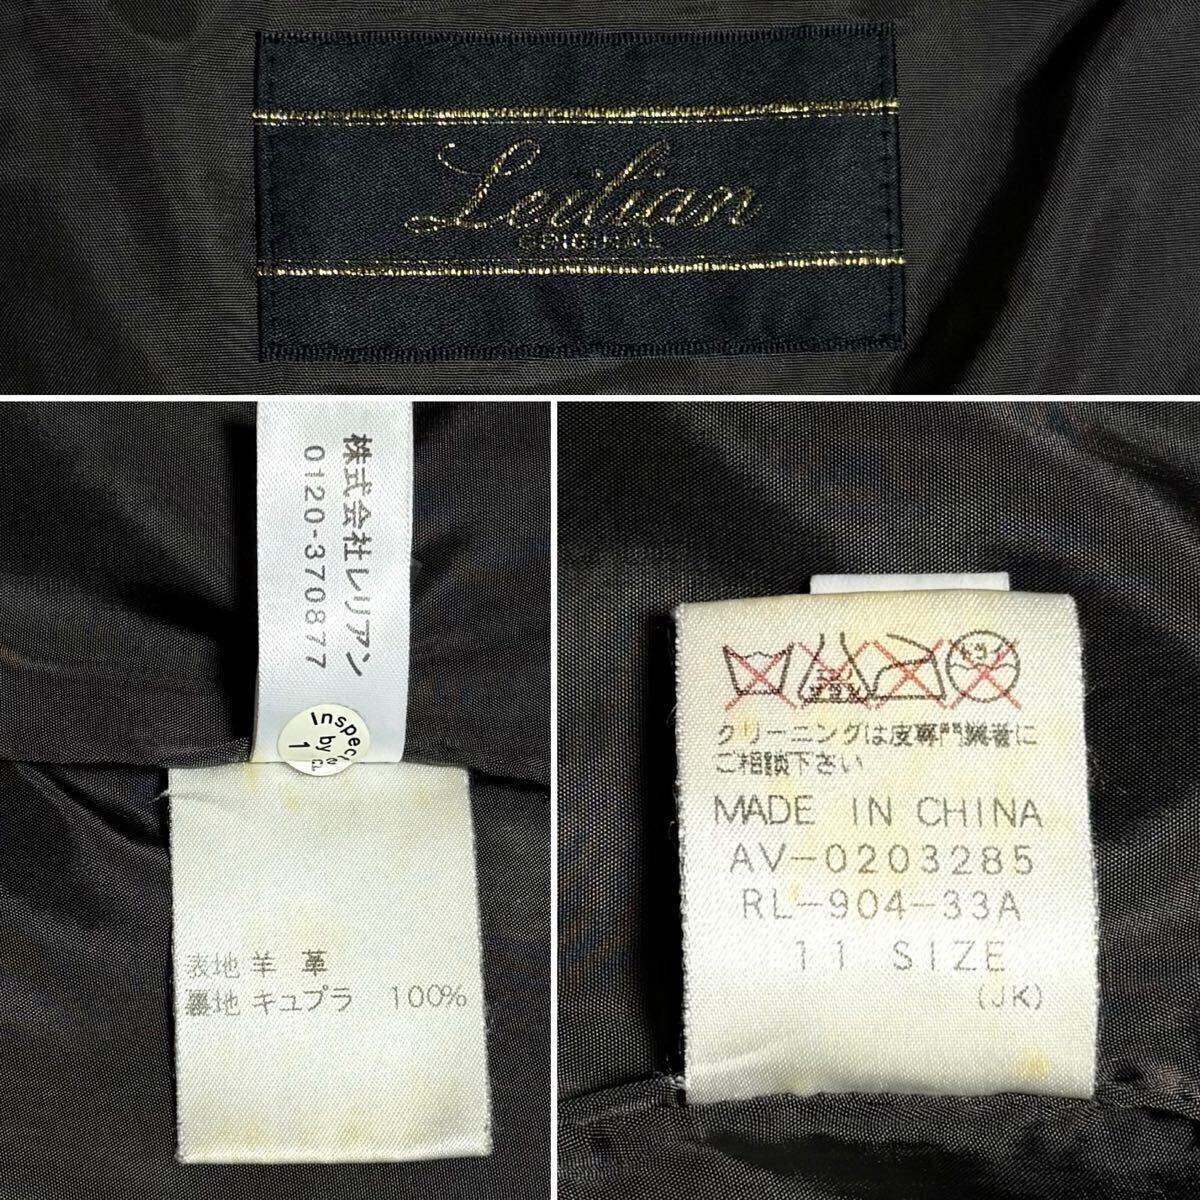 Leilian
ORIGINAL
株式会社レリアン
0120-370877
Inspec
by
1
表地 羊 革
裏地 キュプラ 100%
クリーニングは皮専門業者に
ご相談下さい
MADE IN CHINA
AV-0203285
RL-904-33A
11 SIZE
(JK)